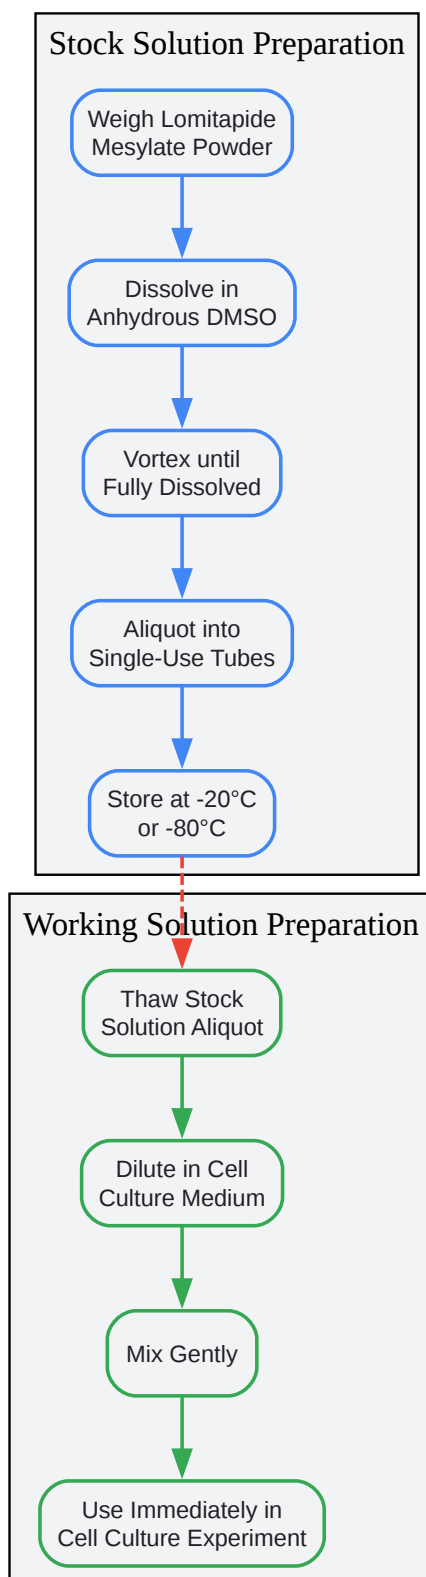 Stock Solution Preparation
Weigh Lomitapide
Mesylate Powder
Dissolve in
Anhydrous DMSO
Vortex until
Fully Dissolved
Aliquot into
Single-Use Tubes
Store at -20°C
or -80°C
Working Solution Preparation
Thaw Stock
Solution Aliquot
Dilute in Cell
Culture Medium
Mix Gently
Use Immediately in
Cell Culture Experiment